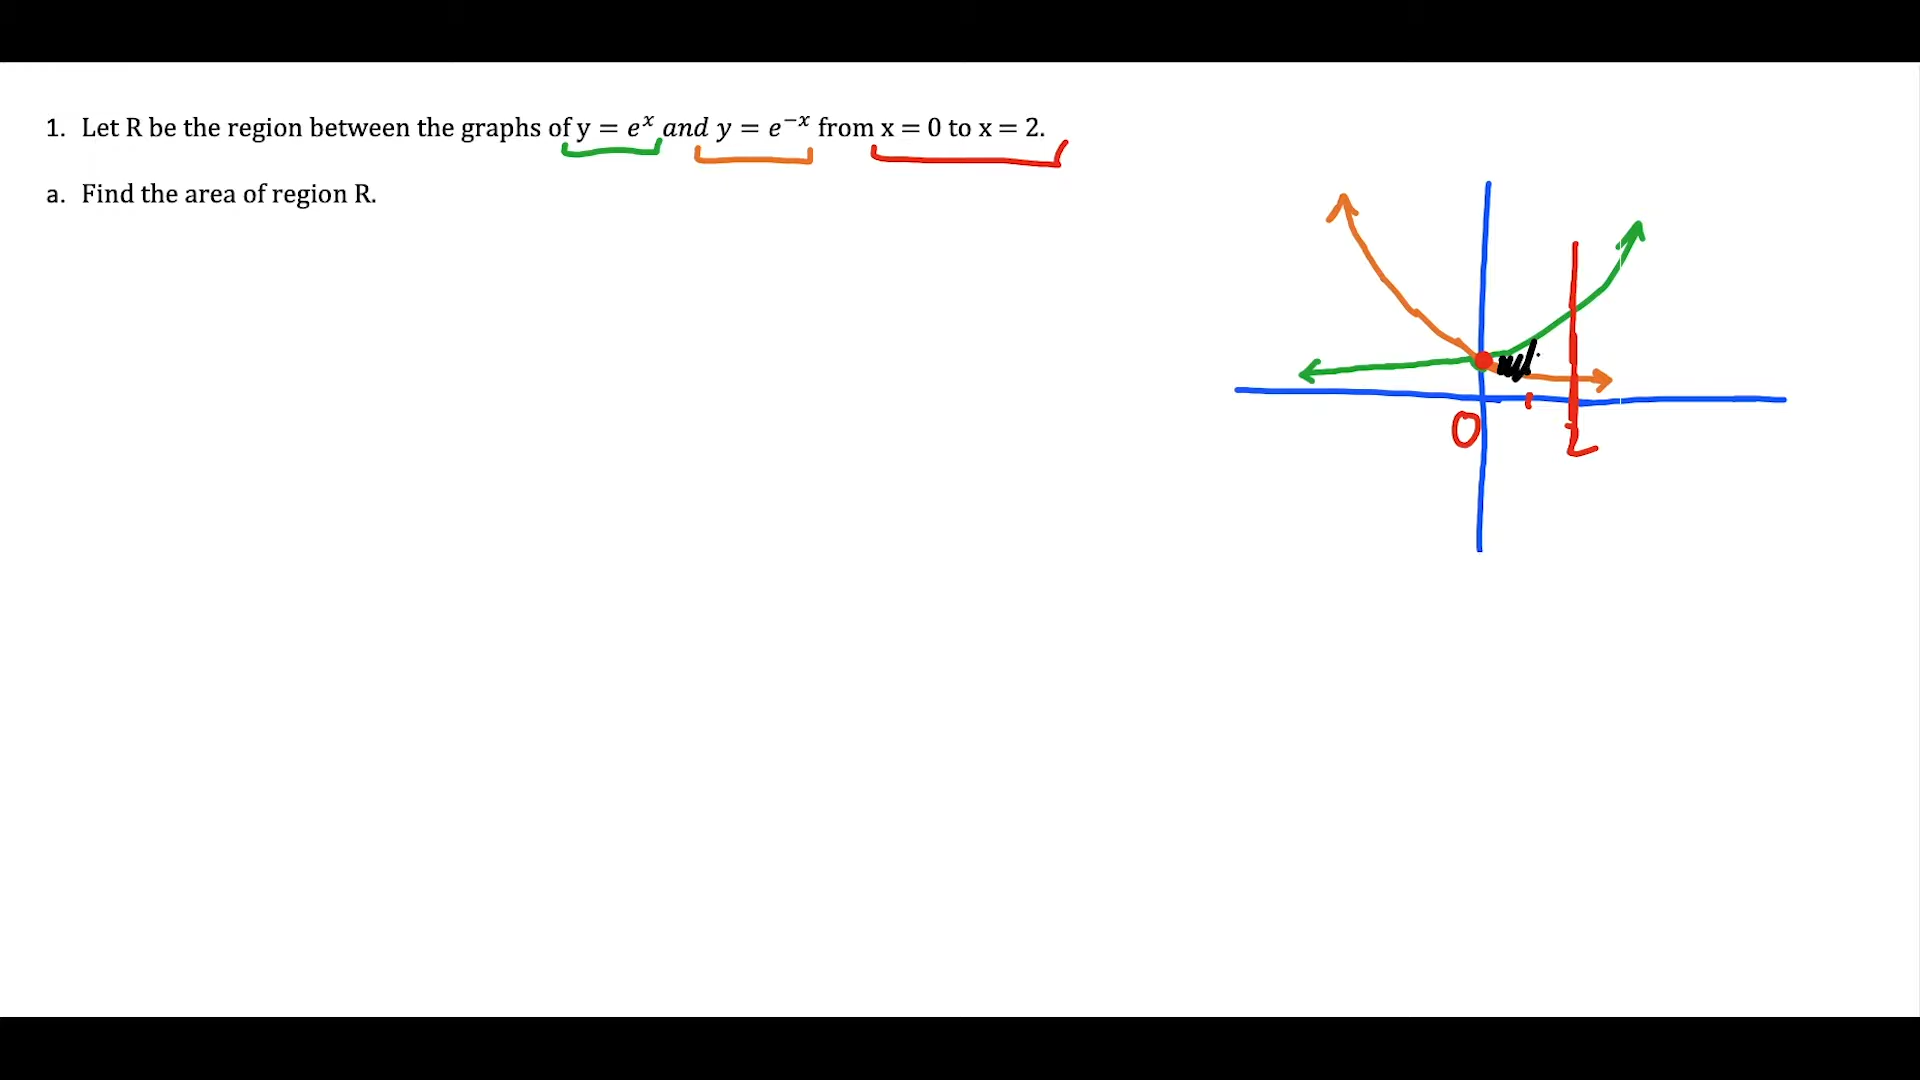 1. Let R be the region between the graphs of y = eˣ and y = e⁻ˣ from x = 0 to x = 2.
a. Find the area of region R.
0
2